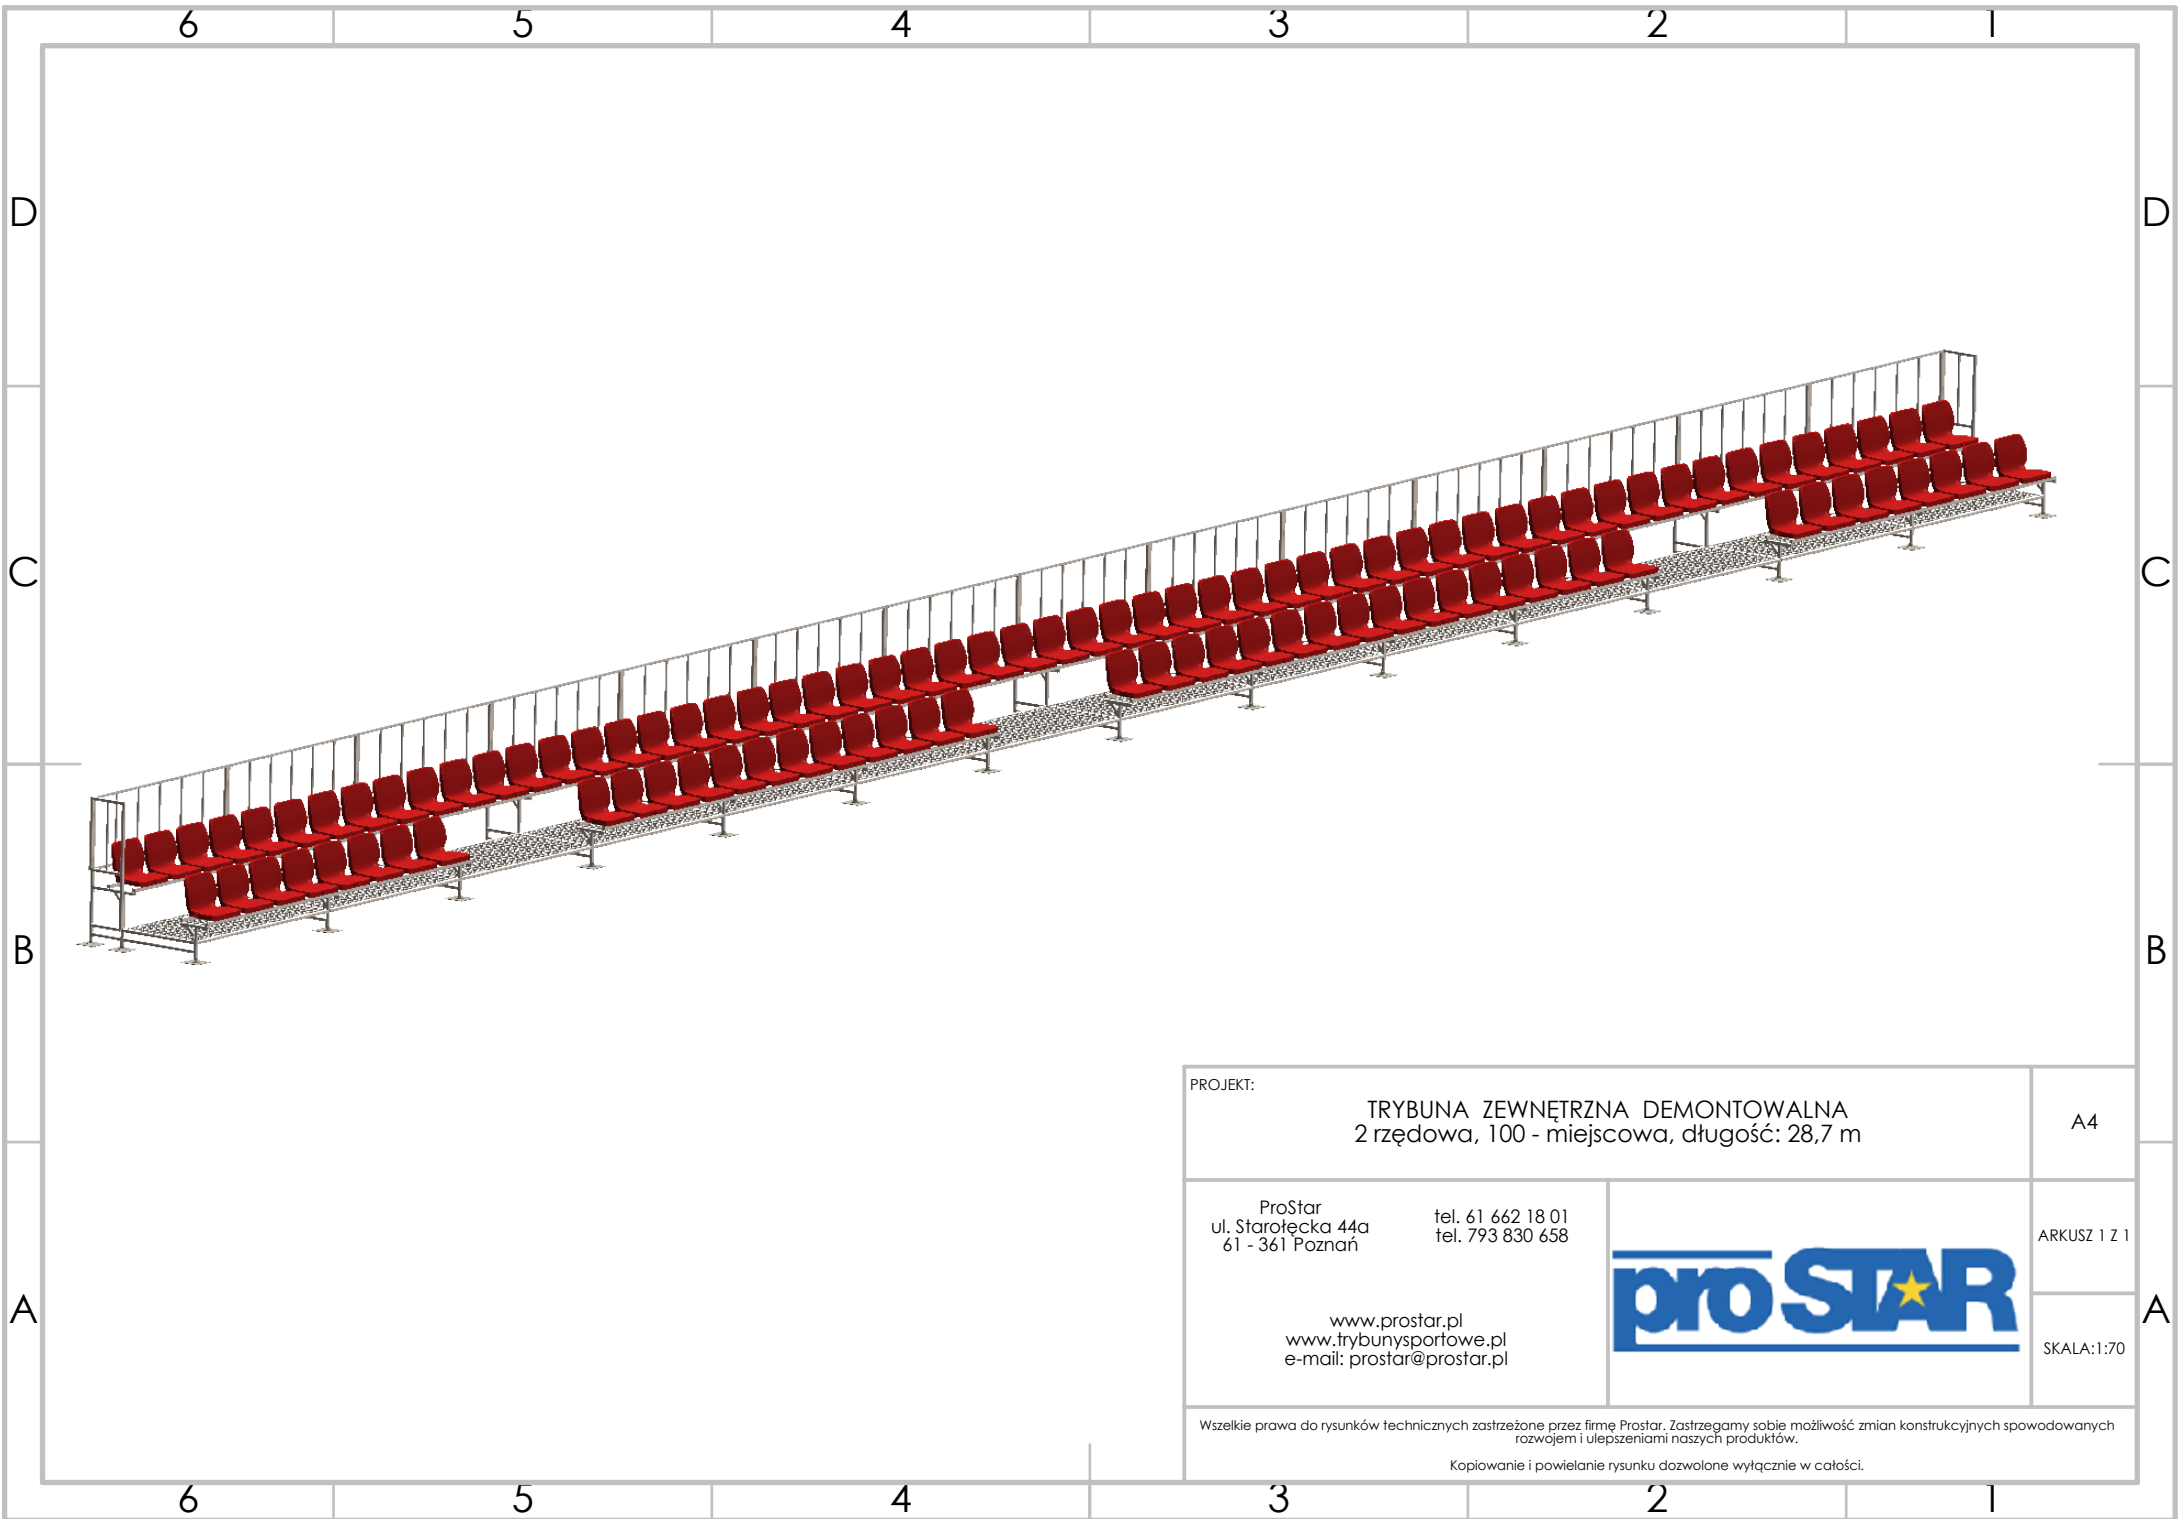 6 5 4 3 2 1
D D
C C
B B
A A
PROJEKT:
TRYBUNA ZEWNĘTRZNA DEMONTOWALNA
2 rzędowa, 100 - miejscowa, długość: 28,7 m
A4
ProStar
ul. Starołęcka 44a
61 - 361 Poznań
tel. 61 662 18 01
tel. 793 830 658
www.prostar.pl
www.trybunysportowe.pl
e-mail: prostar@prostar.pl
pro STAR
ARKUSZ 1 Z 1
SKALA:1:70
Wszelkie prawa do rysunków technicznych zastrzeżone przez firmę Prostar. Zastrzegamy sobie możliwość zmian konstrukcyjnych spowodowanych
rozwojem i ulepszeniami naszych produktów.
Kopiowanie i powielanie rysunku dozwolone wyłącznie w całości.
6 5 4 3 2 1